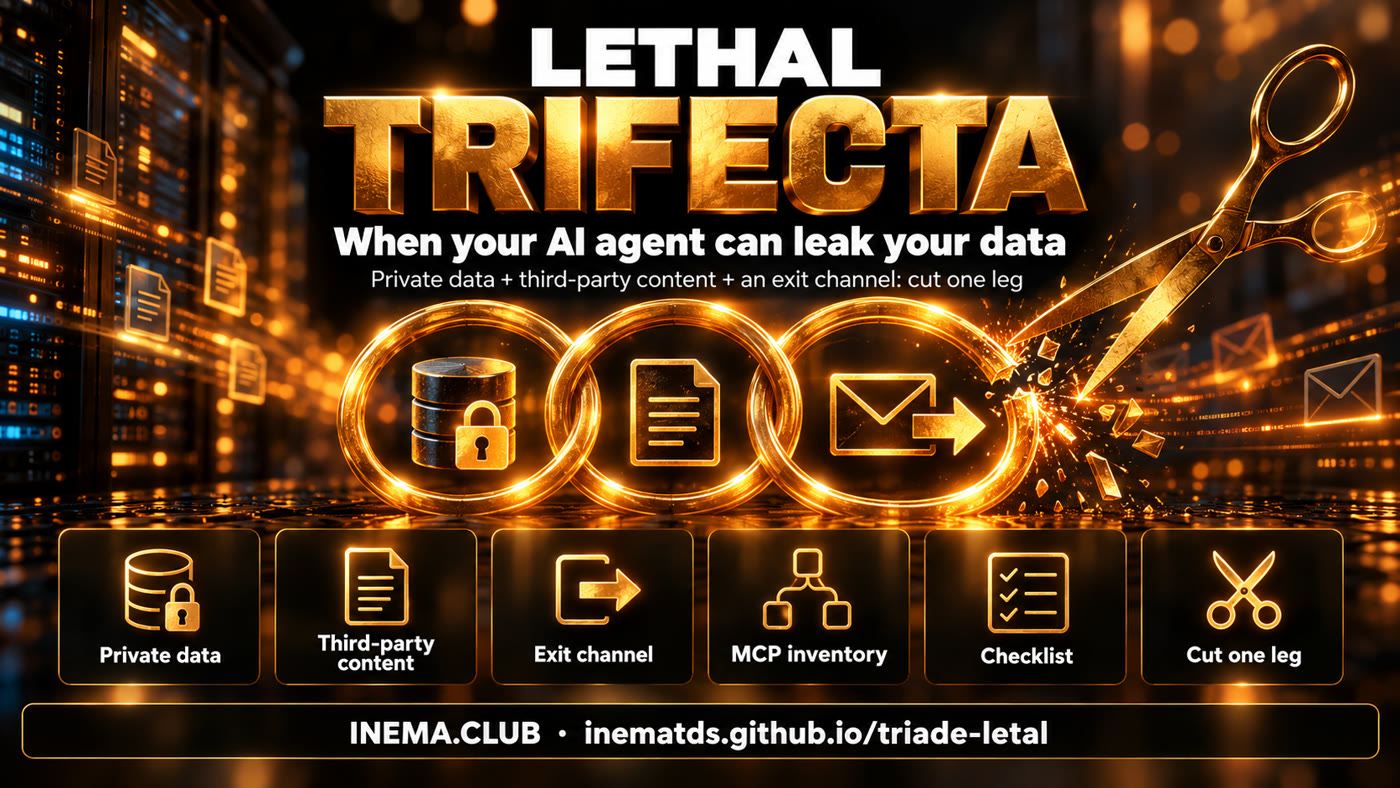 LETHAL
TRIFECTA
When your AI agent can leak your data
Private data + third-party content + an exit channel: cut one leg
Private data
Third-party
content
Exit channel
MCP inventory
Checklist
Cut one leg
INEMA.CLUB • inematds.github.io/triade-letal